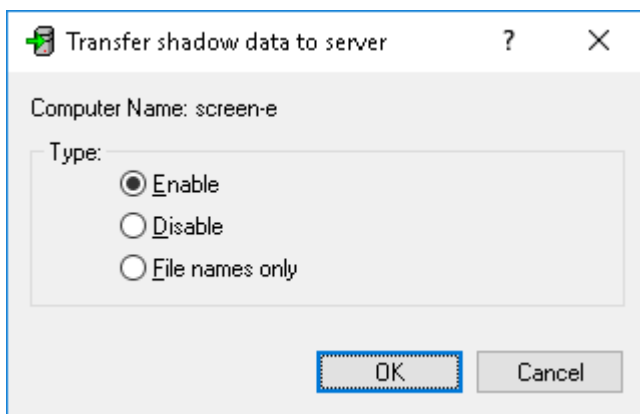 Transfer shadow data to server ?
Computer Name: screen-e
Type:
Enable
Disable
File names only
OK Cancel